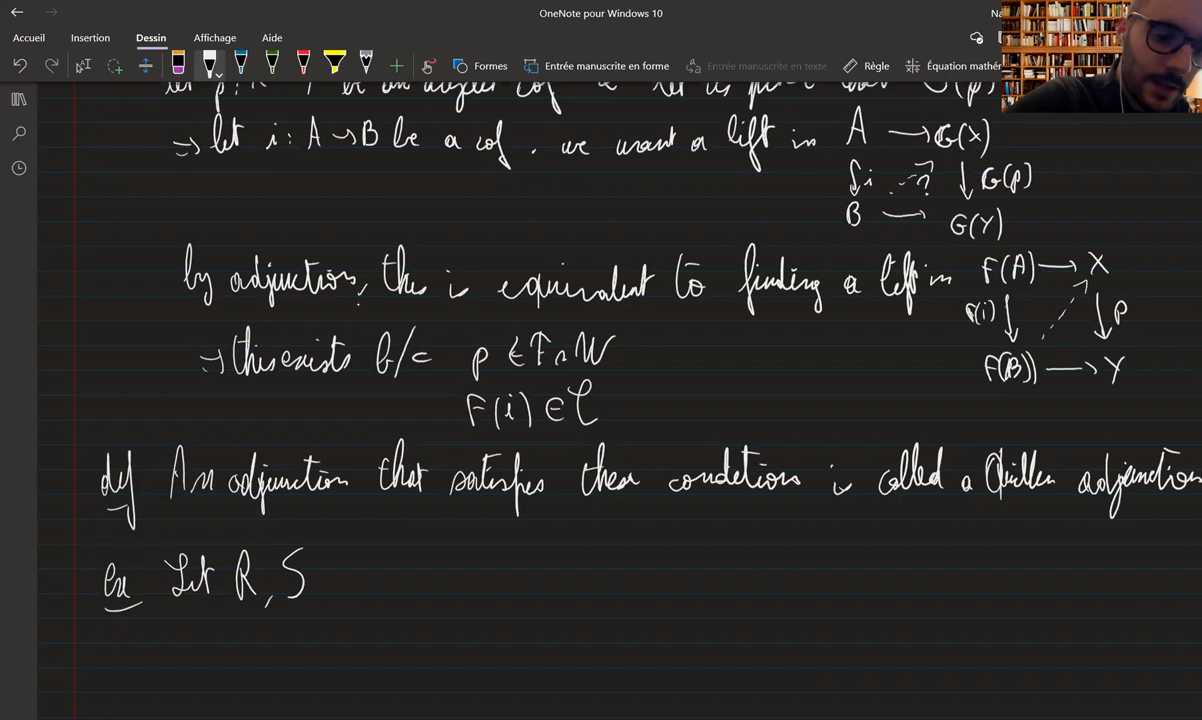 OneNote pour Windows 10
Accueil Insertion Dessin Affichage Aide
Formes Entrée manuscrite en forme Entrée manuscrite en texte Règle Équation mathé
→ let i : A → B be a cof. we want a lift in A → G(X)
i ? G(p)
B → G(Y)
by adjunction, this is equivalent to finding a lift in F(A) → X
F(i) p
→ this exists b/c p ∈ F ∩ W F(B) → Y
F(i) ∈ C
def An adjunction that satisfies these conditions is called a Quillen adjunction
ex Let R, S